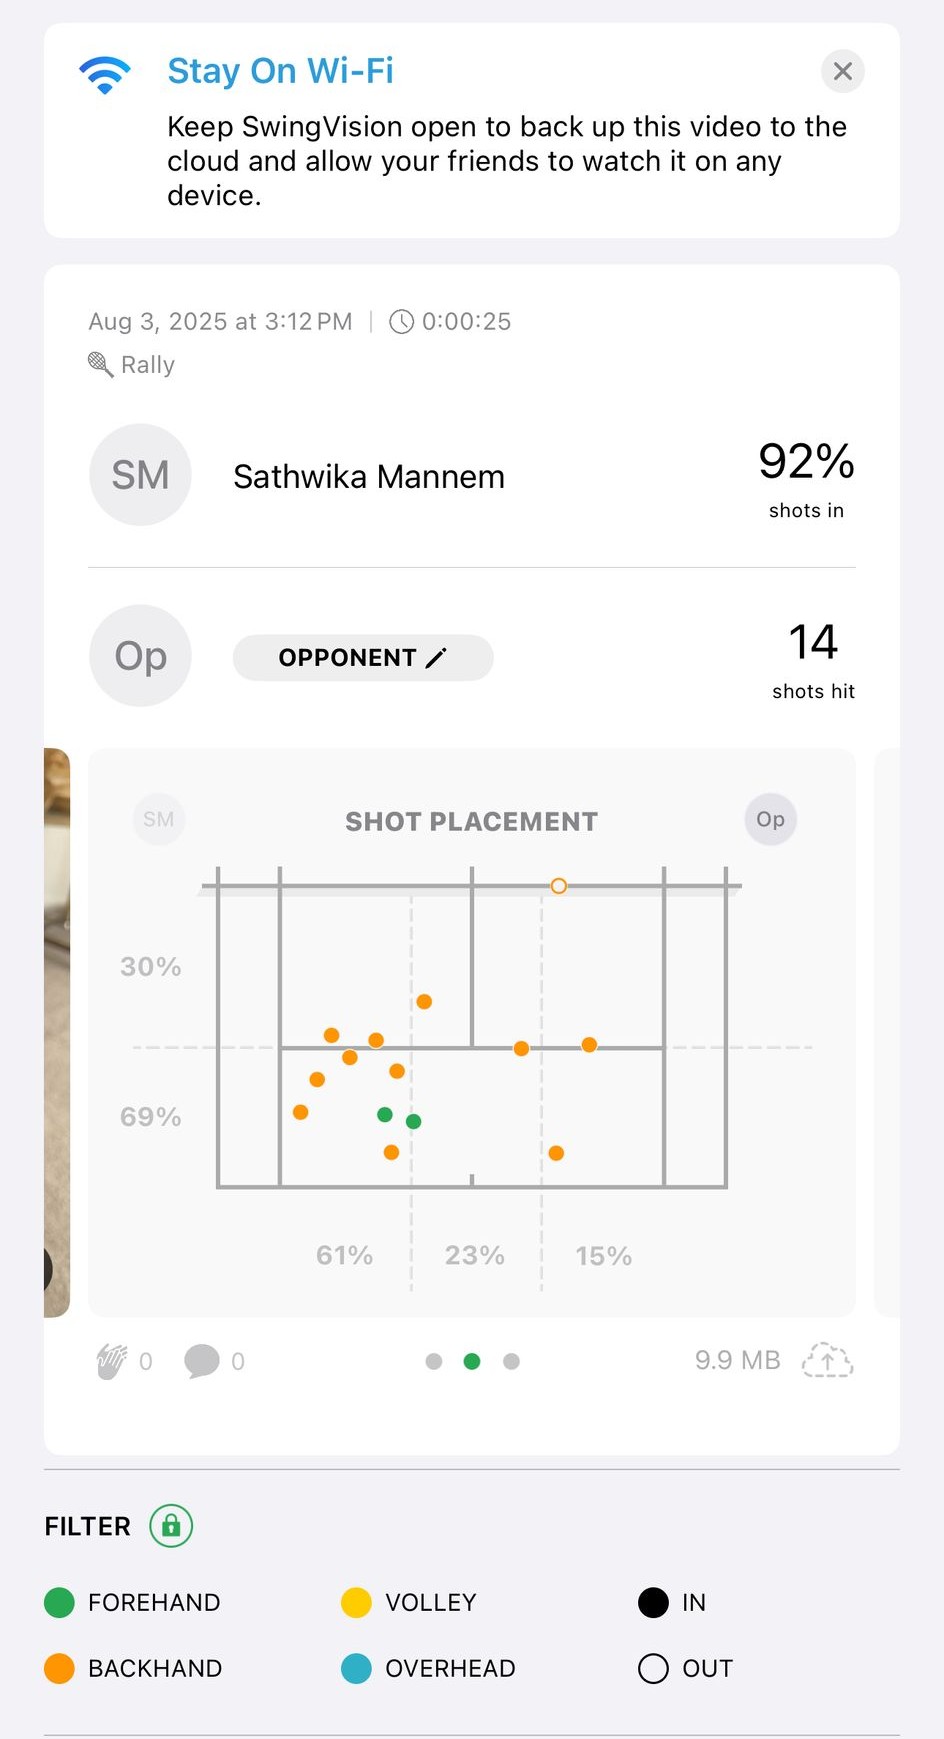 Stay On Wi-Fi
Keep SwingVision open to back up this video to the
cloud and allow your friends to watch it on any
device.
Aug 3, 2025 at 3:12 PM | 0:00:25
Rally
SM
Sathwika Mannem
92%
shots in
Op
OPPONENT
14
shots hit
SM
SHOT PLACEMENT
Op
30%
69%
61% 23% 15%
0 0
9.9 MB
FILTER
FOREHAND VOLLEY IN
BACKHAND OVERHEAD OUT